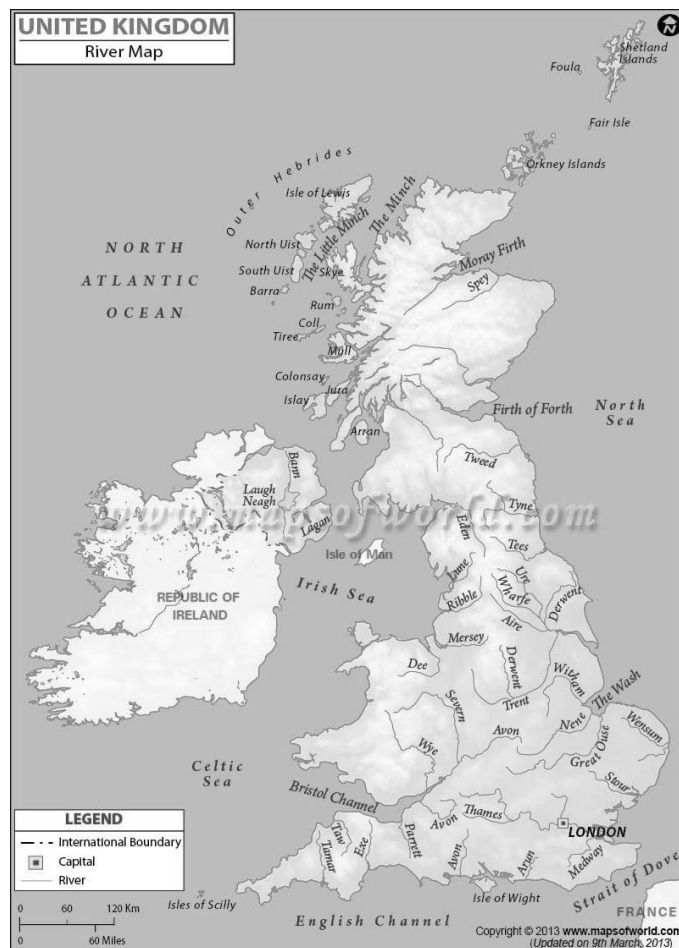 UNITED KINGDOM
River Map
N
Shetland
Islands
Foula
Fair Isle
Orkney Islands
Outer Hebrides
Isle of Lewis
The Minch
The Little Minch
NORTH
ATLANTIC
OCEAN
North Uist
South Uist
Skye
Barra
Moray Firth
Spey
Rum
Coll
Tiree
Mull
Colonsay
Jura
Islay
Arran
Firth of Forth
North
Sea
Tweed
Bann
Laugh
Neagh
Lagan
www.mapsofworld.com
Tyne
Eden
Tees
Isle of Man
Irish Sea
Lune
Ure
Wharfe
Derwent
REPUBLIC OF
IRELAND
Ribble
Aire
Mersey
Dee
Derwent
Witham
The Wash
Trent
Severn
Nene
Wensum
Avon
Great Ouse
Wye
Stour
Celtic
Sea
Bristol Channel
Avon
Thames
LONDON
Parrett
Taw
Tamar
Exe
Avon
Arun
Medway
Strait of Dove
Isle of Wight
Isles of Scilly
English Channel
FRANCE
LEGEND
International Boundary
Capital
River
0 60 120 Km
0 60 Miles
Copyright © 2013 www.mapsofworld.com
(Updated on 9th March, 2013)